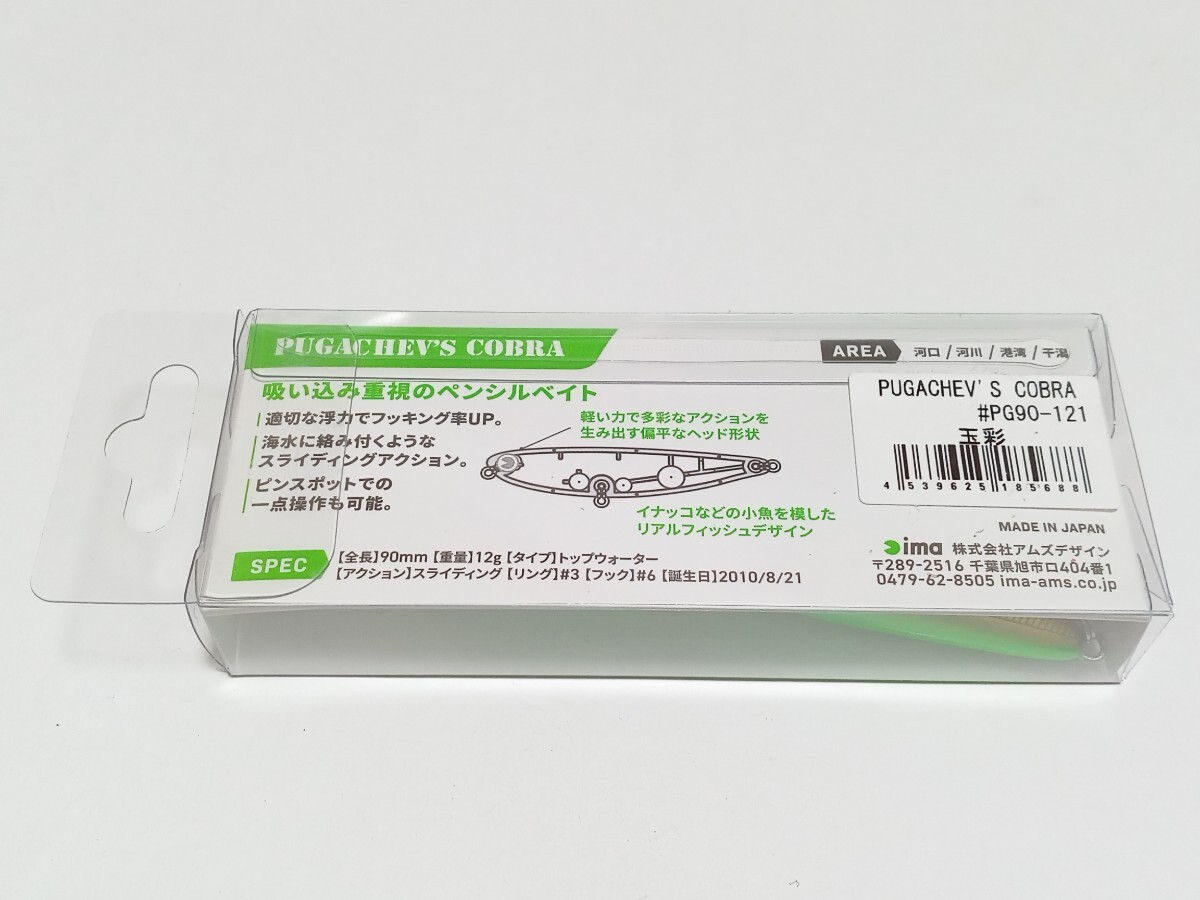 PUGACHEV'S COBRA
AREA 河口 / 河川 / 港湾 / 干潟
吸い込み重視のペンシルベイト
適切な浮力でフッキング率UP。
海水に絡み付くような
スライディングアクション。
ピンスポットでの
一点操作も可能。
軽い力で多彩なアクションを
生み出す偏平なヘッド形状
イナッコなどの小魚を模した
リアルフィッシュデザイン
PUGACHEV'S COBRA
#PG90-121
玉彩
4 539625 185688
SPEC
【全長】90mm【重量】12g【タイプ】トップウォーター
【アクション】スライディング【リング】#3【フック】#6【誕生日】2010/8/21
MADE IN JAPAN
ima 株式会社アムズデザイン
〒289-2516 千葉県旭市ロ404番1
0479-62-8505 ima-ams.co.jp